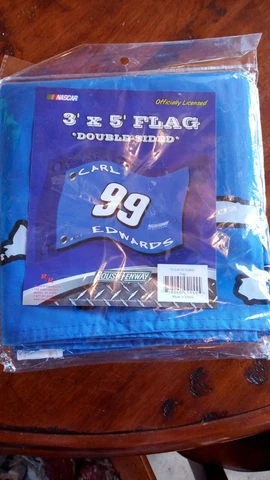 NASCAR
Officially Licensed
3' x 5' FLAG
*DOUBLE-SIDED*
CARL
99
EDWARDS
ROUSH FENWAY